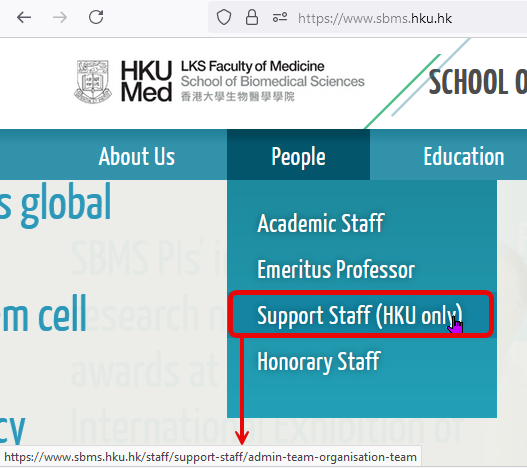 https://www.sbms.hku.hk
HKU
Med
LKS Faculty of Medicine
School of Biomedical Sciences
香港大學生物醫學學院
SCHOOL O
About Us
People
Education
s global
Academic Staff
SBMS PIs' i
Emeritus Professor
em cell
esearch
Support Staff (HKU only)
awards at
Honorary Staff
cy
International Exhibition
https://www.sbms.hku.hk/staff/support-staff/admin-team-organisation-team